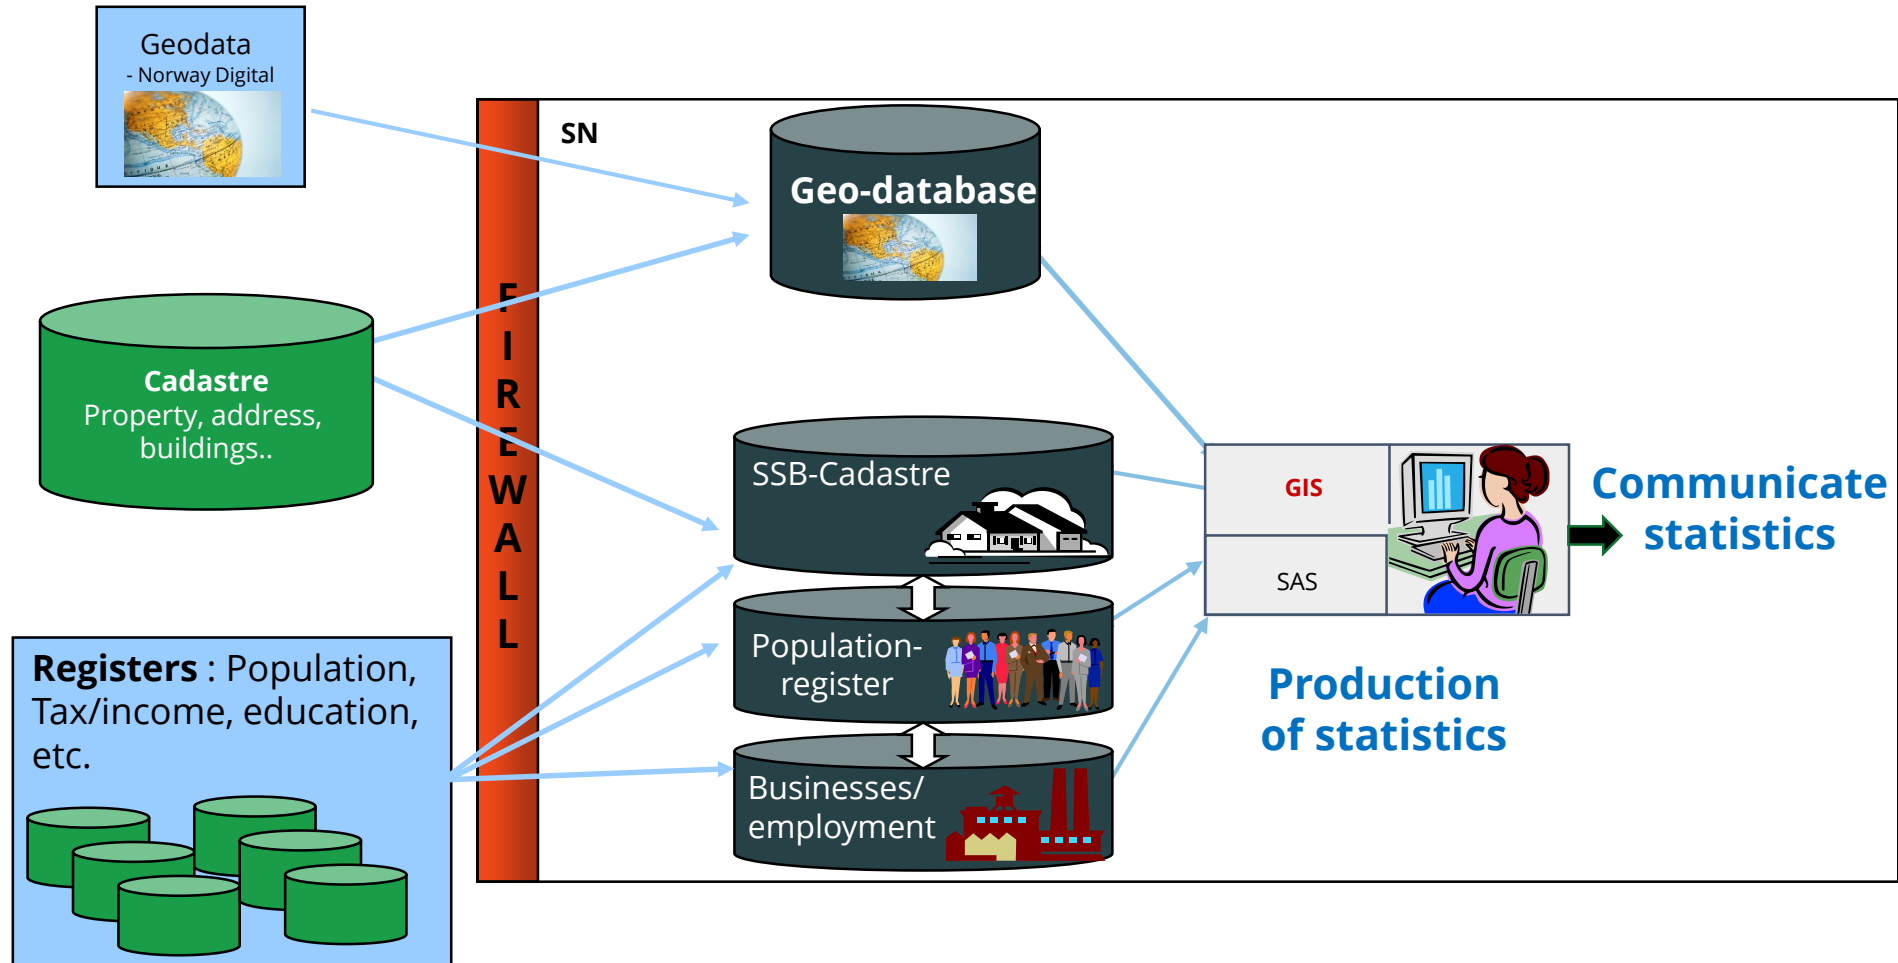 Geodata
- Norway Digital
Cadastre
Property, address,
buildings..
Registers : Population,
Tax/income, education,
etc.
F
I
R
E
W
A
L
L
SN
Geo-database
SSB-Cadastre
Population-
register
Businesses/
employment
GIS
SAS
Production
of statistics
Communicate
statistics